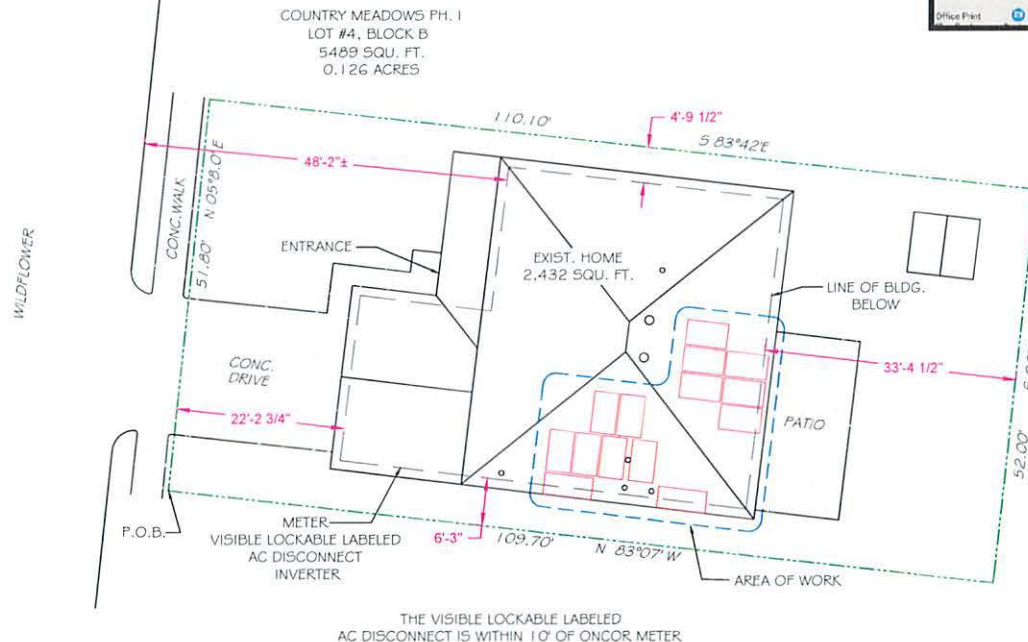 COUNTRY MEADOWS PH. I
LOT #4, BLOCK B
5489 SQU. FT.
0.126 ACRES
Office Print
110.10'
4'-9 1/2"
S 83°42'E
48'-2"±
N 05°8.0'E
51.80'
CONC. WALK
WILDFLOWER
ENTRANCE
EXIST. HOME
2,432 SQU. FT.
LINE OF BLDG.
BELOW
CONC.
DRIVE
33'-4 1/2"
22'-2 3/4"
PATIO
52.00'
P.O.B.
METER
VISIBLE LOCKABLE LABELED
AC DISCONNECT
INVERTER
6'-3"
109.70'
N 83°07' W
AREA OF WORK
THE VISIBLE LOCKABLE LABELED
AC DISCONNECT IS WITHIN 10' OF ONCOR METER